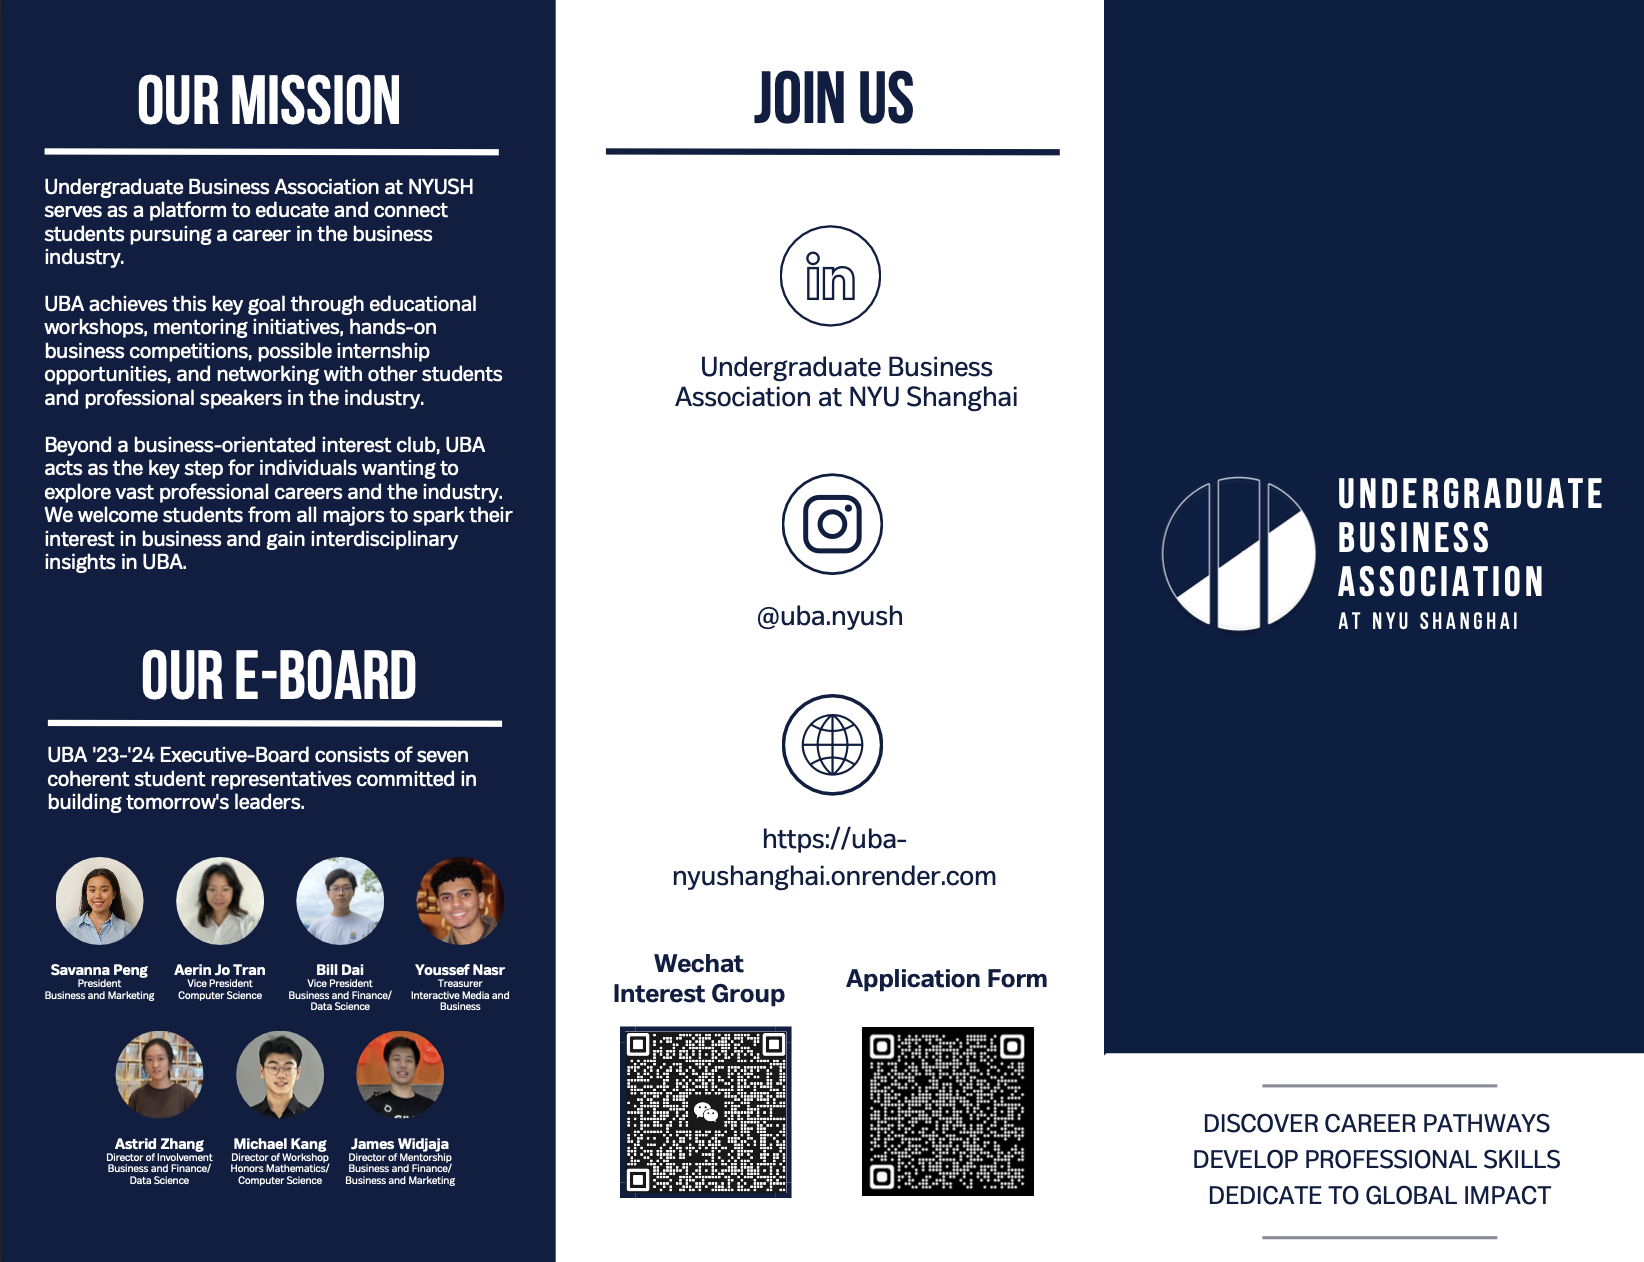 OUR MISSION
Undergraduate Business Association at NYUSH
serves as a platform to educate and connect
students pursuing a career in the business
industry.
UBA achieves this key goal through educational
workshops, mentoring initiatives, hands-on
business competitions, possible internship
opportunities, and networking with other students
and professional speakers in the industry.
Beyond a business-orientated interest club, UBA
acts as the key step for individuals wanting to
explore vast professional careers and the industry.
We welcome students from all majors to spark their
interest in business and gain interdisciplinary
insights in UBA.
OUR E-BOARD
UBA '23-'24 Executive-Board consists of seven
coherent student representatives committed in
building tomorrow's leaders.
Savanna Peng
President
Business and Marketing
Aerin Jo Tran
Vice President
Computer Science
Bill Dai
Vice President
Business and Finance/
Data Science
Youssef Nasr
Treasurer
Interactive Media and
Business
Astrid Zhang
Director of Involvement
Business and Finance/
Data Science
Michael Kang
Director of Workshop
Honors Mathematics/
Computer Science
James Widjaja
Director of Mentorship
Business and Finance/
Business and Marketing
JOIN US
in
Undergraduate Business
Association at NYU Shanghai
@uba.nyush
https://uba-
nyushanghai.onrender.com
Wechat
Interest Group
Application Form
UNDERGRADUATE
BUSINESS
ASSOCIATION
AT NYU SHANGHAI
DISCOVER CAREER PATHWAYS
DEVELOP PROFESSIONAL SKILLS
DEDICATE TO GLOBAL IMPACT